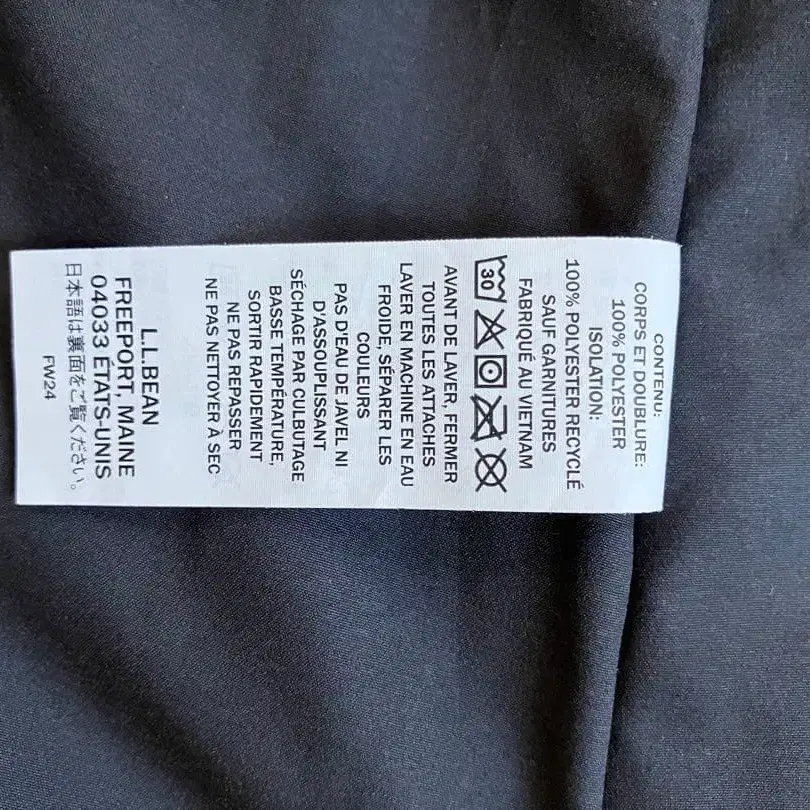 CONTENU:
CORPS ET DOUBLURE:
100% POLYESTER
ISOLATION:
100% POLYESTER RECYCLÉ
SAUF GARNITURES
FABRIQUÉ AU VIETNAM
30
AVANT DE LAVER, FERMER
TOUTES LES ATTACHES
LAVER EN MACHINE EN EAU
FROIDE, SÉPARER LES
COULEURS
PAS D'EAU DE JAVEL NI
D'ASSOUPLISSANT
SÉCHAGE PAR CULBUTAGE
BASSE TEMPÉRATURE,
SORTIR RAPIDEMENT
NE PAS REPASSER
NE PAS NETTOYER À SEC
L.L.BEAN
FREEPORT, MAINE
04033 ÉTATS-UNIS
日本語は裏面をご覧ください。
FW24